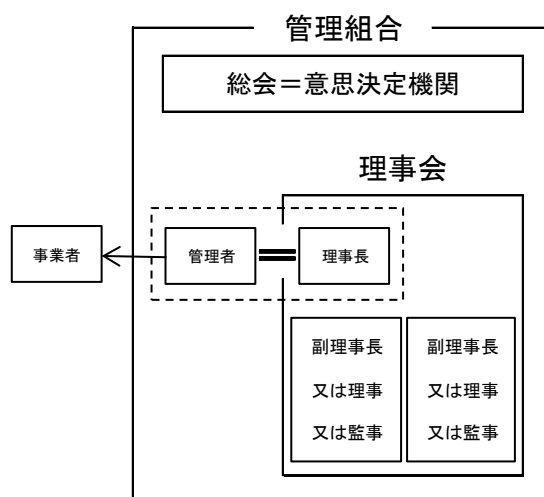 管理組合
総会＝意思決定機関
理事会
事業者
管理者
理事長
副理事長
又は理事
又は監事
副理事長
又は理事
又は監事